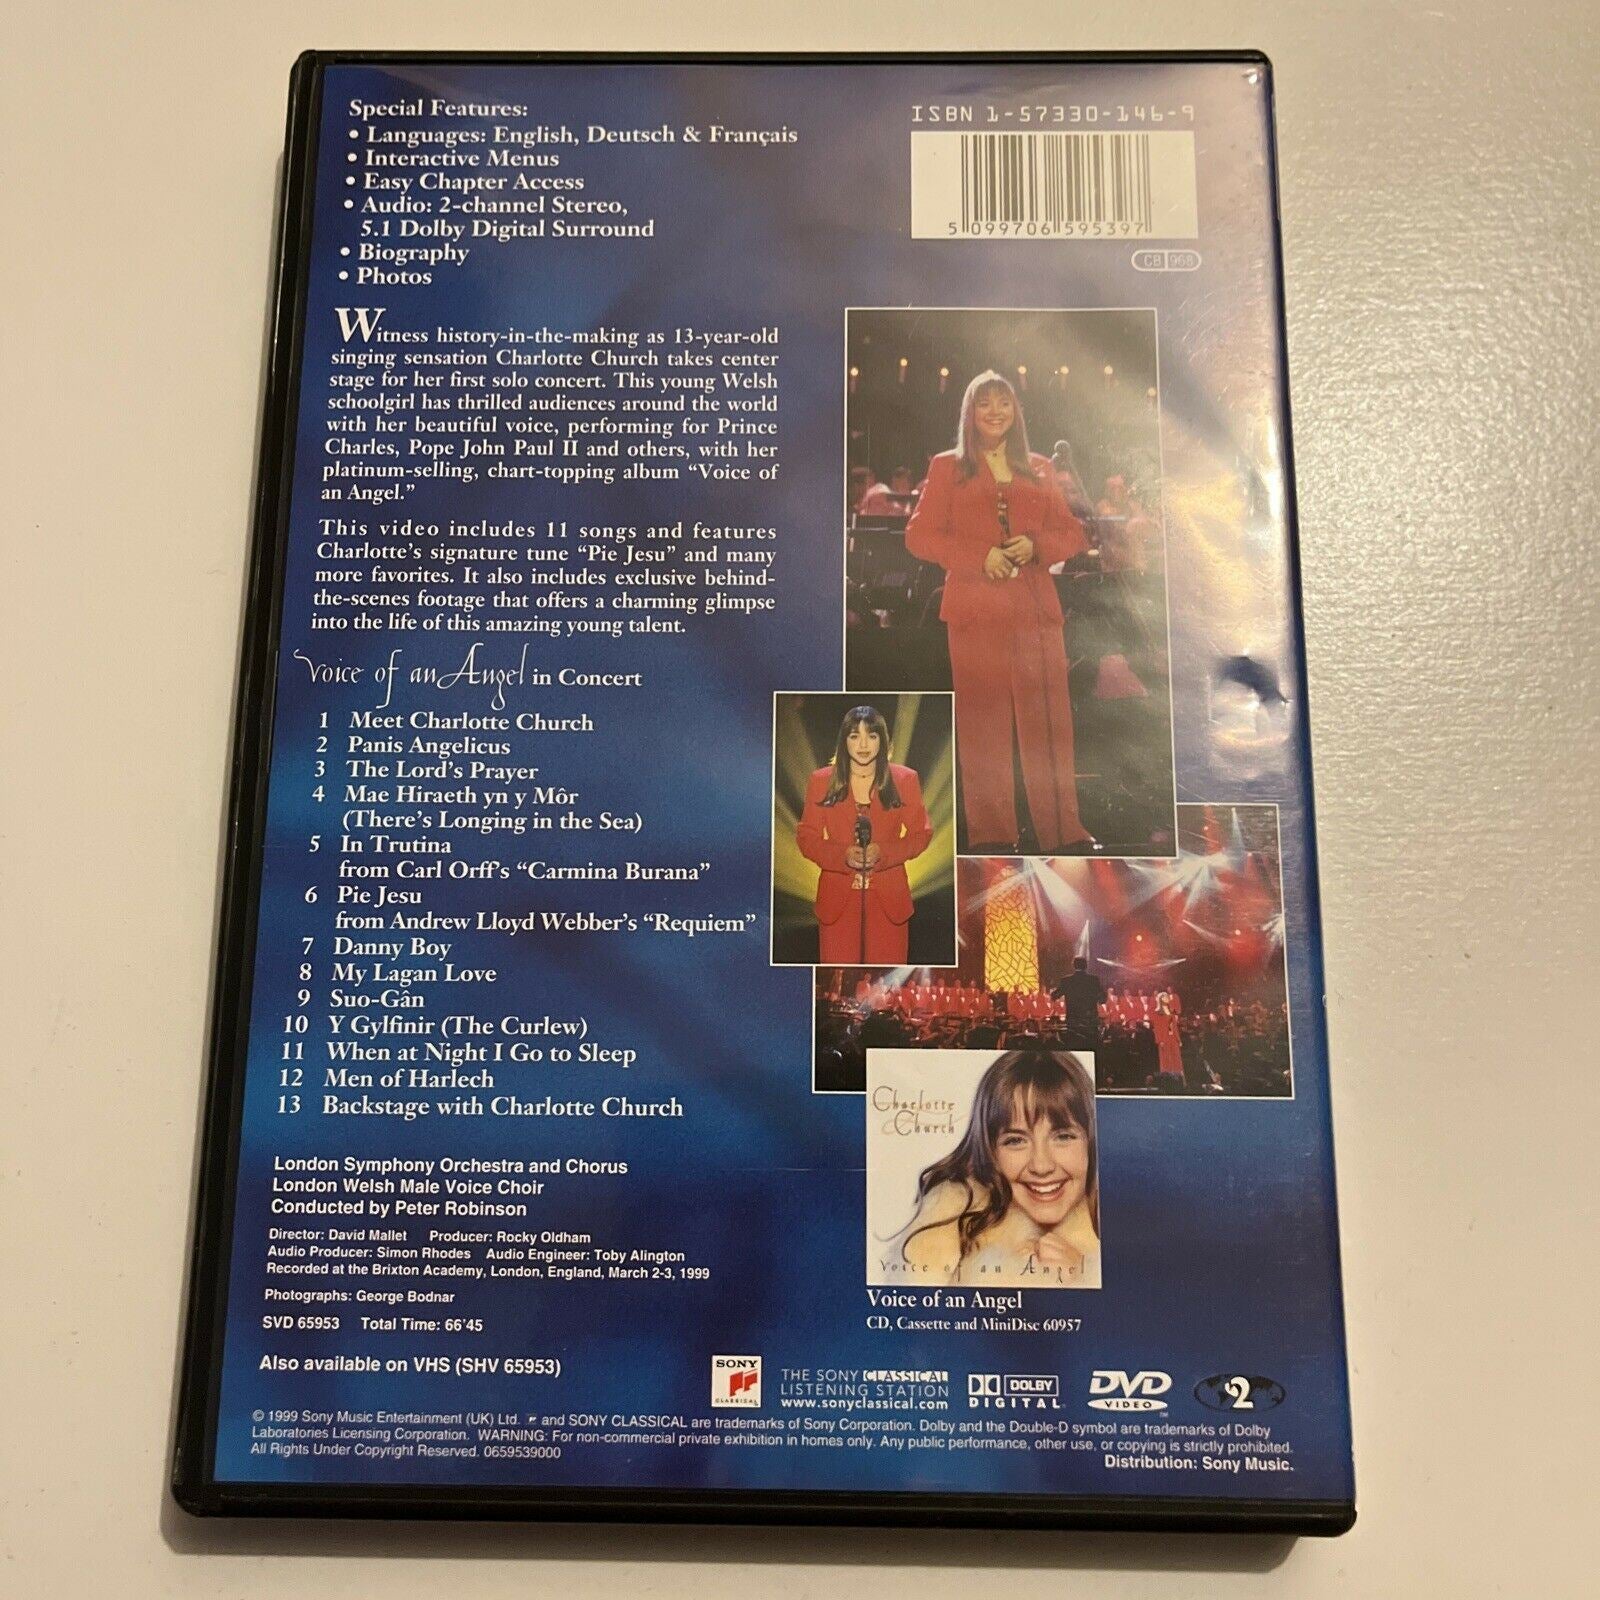 Special Features:
• Languages: English, Deutsch & Français
• Interactive Menus
• Easy Chapter Access
• Audio: 2-channel Stereo,
5.1 Dolby Digital Surround
• Biography
• Photos
ISBN 1-57330-146-9
5 099706 595397
CB 968
Witness history-in-the-making as 13-year-old
singing sensation Charlotte Church takes center
stage for her first solo concert. This young Welsh
schoolgirl has thrilled audiences around the world
with her beautiful voice, performing for Prince
Charles, Pope John Paul II and others, with her
platinum-selling, chart-topping album “Voice of
an Angel.”
This video includes 11 songs and features
Charlotte’s signature tune “Pie Jesu” and many
more favorites. It also includes exclusive behind-
the-scenes footage that offers a charming glimpse
into the life of this amazing young talent.
Voice of an Angel in Concert
1 Meet Charlotte Church
2 Panis Angelicus
3 The Lord’s Prayer
4 Mae Hiraeth yn y Môr
(There’s Longing in the Sea)
5 In Trutina
from Carl Orff’s “Carmina Burana”
6 Pie Jesu
from Andrew Lloyd Webber’s “Requiem”
7 Danny Boy
8 My Lagan Love
9 Suo-Gân
10 Y Gylfinir (The Curlew)
11 When at Night I Go to Sleep
12 Men of Harlech
13 Backstage with Charlotte Church
London Symphony Orchestra and Chorus
London Welsh Male Voice Choir
Conducted by Peter Robinson
Director: David Mallet Producer: Rocky Oldham
Audio Producer: Simon Rhodes Audio Engineer: Toby Alington
Recorded at the Brixton Academy, London, England, March 2-3, 1999
Photographs: George Bodnar
SVD 65953 Total Time: 66'45
Also available on VHS (SHV 65953)
Charlotte
Church
Voice of an Angel
Voice of an Angel
CD, Cassette and MiniDisc 60957
SONY
CLASSICAL
THE SONY CLASSICAL
LISTENING STATION
www.sonyclassical.com
DOLBY
DIGITAL
DVD
VIDEO
TM
2
© 1999 Sony Music Entertainment (UK) Ltd. and SONY CLASSICAL are trademarks of Sony Corporation. Dolby and the Double-D symbol are trademarks of Dolby
Laboratories Licensing Corporation. WARNING: For non-commercial private exhibition in homes only. Any public performance, other use, or copying is strictly prohibited.
All Rights Under Copyright Reserved. 0659539000
Distribution: Sony Music.